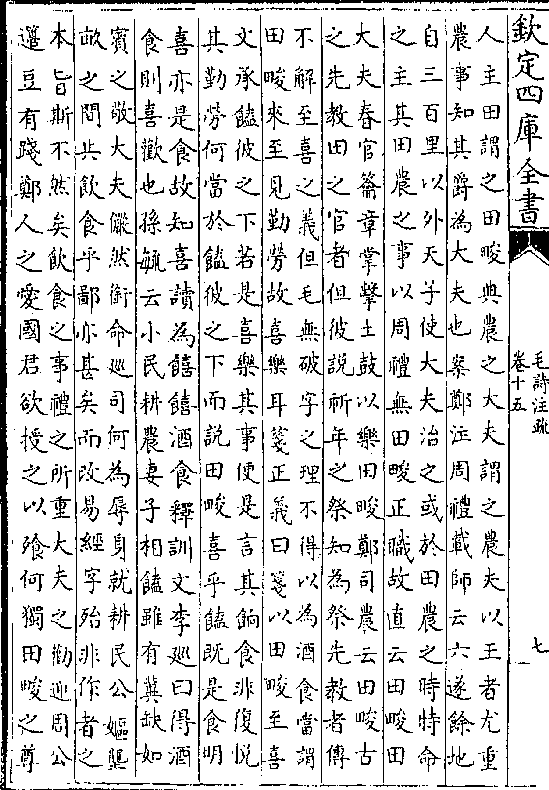 欽定四庫全書
毛詩注疏
卷十五
七
人主田謂之田畯典農之大夫謂之農夫以王者尤重
農事知其爵為大夫也案鄭注周禮載師云六遂餘地
自三百里以外天子使大夫治之或於田農之時特命
之主其田農之事以周禮無田畯正職故直云田畯田
大夫春官籥章掌擊土鼓以樂田畯鄭司農云田畯古
之先教田之官者但彼説祈年之祭知為祭先教者傳
不解至喜之義但毛無破字之理不得以為酒食當謂
田畯來至見勤勞故喜樂耳箋正義曰箋以田畯至喜
文承饁彼之下若是喜樂其事便是言其餉食非復悦
其勤勞何當於饁彼之下而說田畯喜乎饁既是食明
喜亦是食故知喜讀為饎饎酒食釋訓文李廵曰得酒
食則喜歡也孫毓云小民耕農妻子相饁雖有冀缺如
賓之敬大夫儼然銜命廵司何為辱身就耕民公嫗壟
畝之間共飲食乎鄙亦甚矣而改易經字殆非作者之
本旨斯不然矣飲食之事禮之所重大夫之勸迎周公
籩豆有踐鄭人之愛國君欲授之以飧何獨田畯之尊